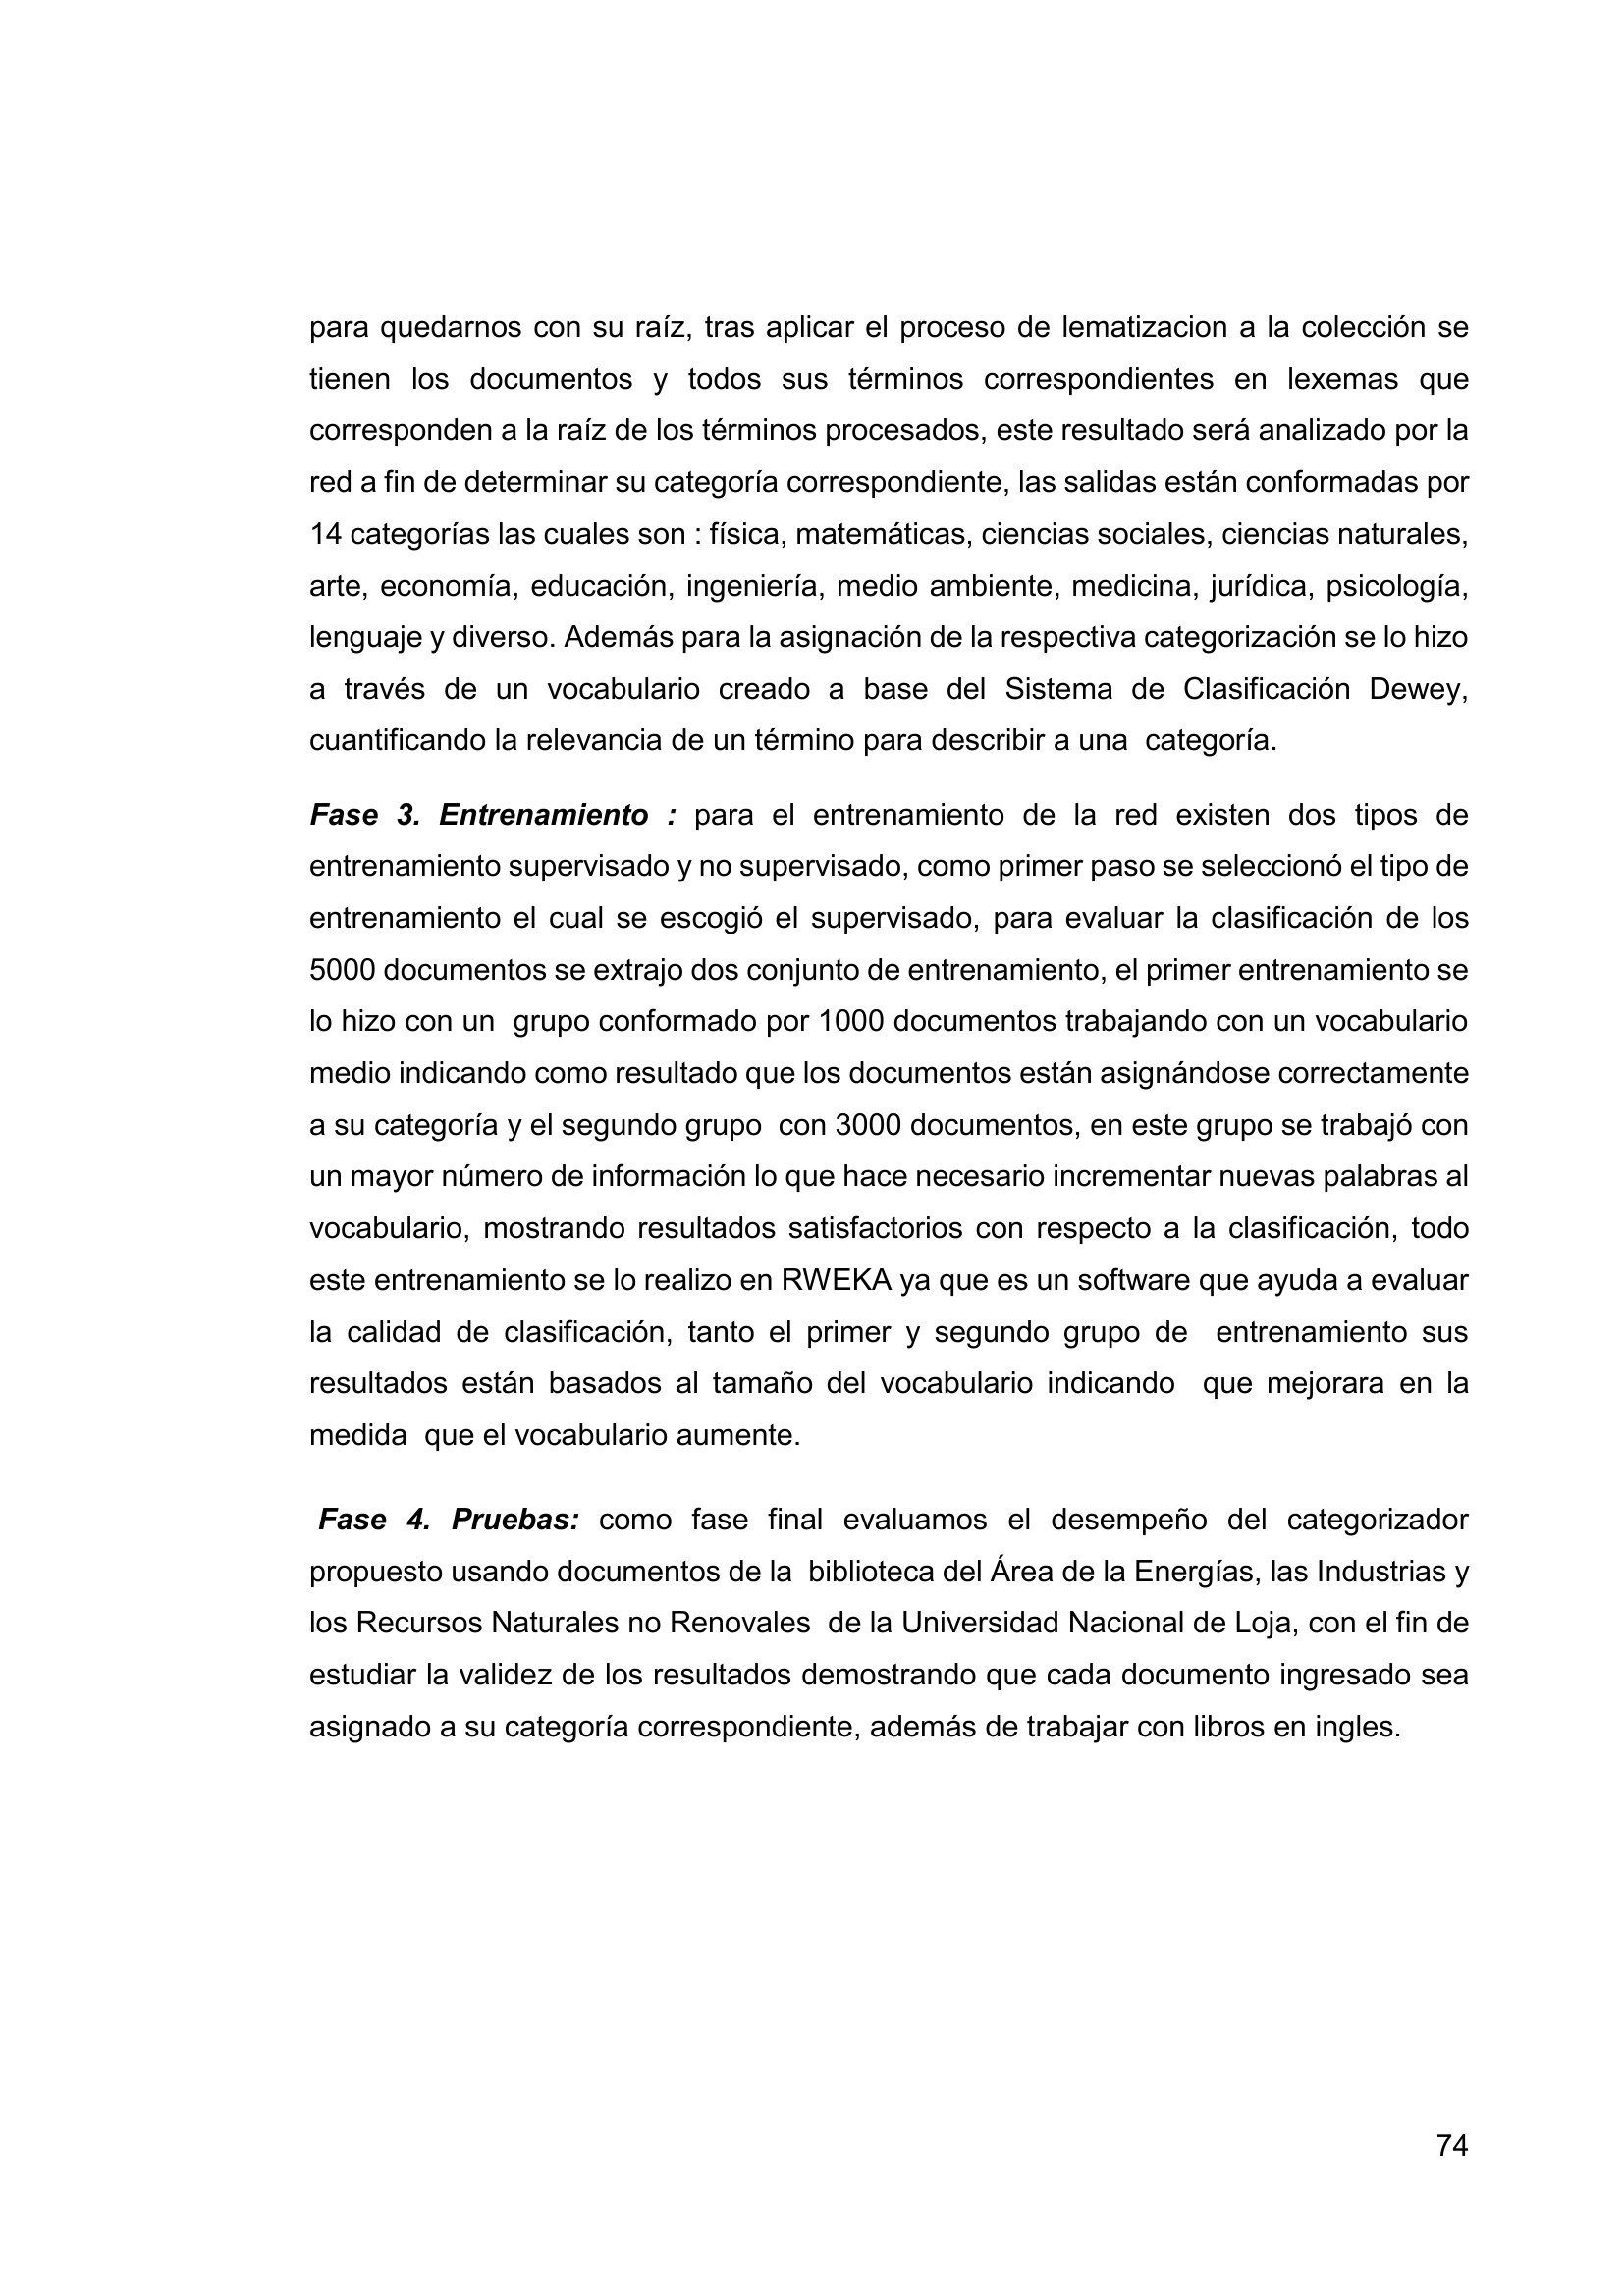 para quedarnos con su raíz, tras aplicar el proceso de lematizacion a la colección se
tienen los documentos y todos sus términos correspondientes en lexemas que
corresponden a la raíz de los términos procesados, este resultado será analizado por la
red a fin de determinar su categoría correspondiente, las salidas están conformadas por
14 categorías las cuales son : física, matemáticas, ciencias sociales, ciencias naturales,
arte, economía, educación, ingeniería, medio ambiente, medicina, jurídica, psicología,
lenguaje y diverso. Además para la asignación de la respectiva categorización se lo hizo
a través de un vocabulario creado a base del Sistema de Clasificación Dewey,
cuantificando la relevancia de un término para describir a una  categoría.
Fase 3. Entrenamiento : para el entrenamiento de la red existen dos tipos de
entrenamiento supervisado y no supervisado, como primer paso se seleccionó el tipo de
entrenamiento el cual se escogió el supervisado, para evaluar la clasificación de los
5000 documentos se extrajo dos conjunto de entrenamiento, el primer entrenamiento se
lo hizo con un  grupo conformado por 1000 documentos trabajando con un vocabulario
medio indicando como resultado que los documentos están asignándose correctamente
a su categoría y el segundo grupo  con 3000 documentos, en este grupo se trabajó con
un mayor número de información lo que hace necesario incrementar nuevas palabras al
vocabulario, mostrando resultados satisfactorios con respecto a la clasificación, todo
este entrenamiento se lo realizo en RWEKA ya que es un software que ayuda a evaluar
la calidad de clasificación, tanto el primer y segundo grupo de  entrenamiento sus
resultados están basados al tamaño del vocabulario indicando  que mejorara en la
medida  que el vocabulario aumente.
Fase 4. Pruebas: como fase final evaluamos el desempeño del categorizador
propuesto usando documentos de la  biblioteca del Área de la Energías, las Industrias y
los Recursos Naturales no Renovales  de la Universidad Nacional de Loja, con el fin de
estudiar la validez de los resultados demostrando que cada documento ingresado sea
asignado a su categoría correspondiente, además de trabajar con libros en ingles.
74